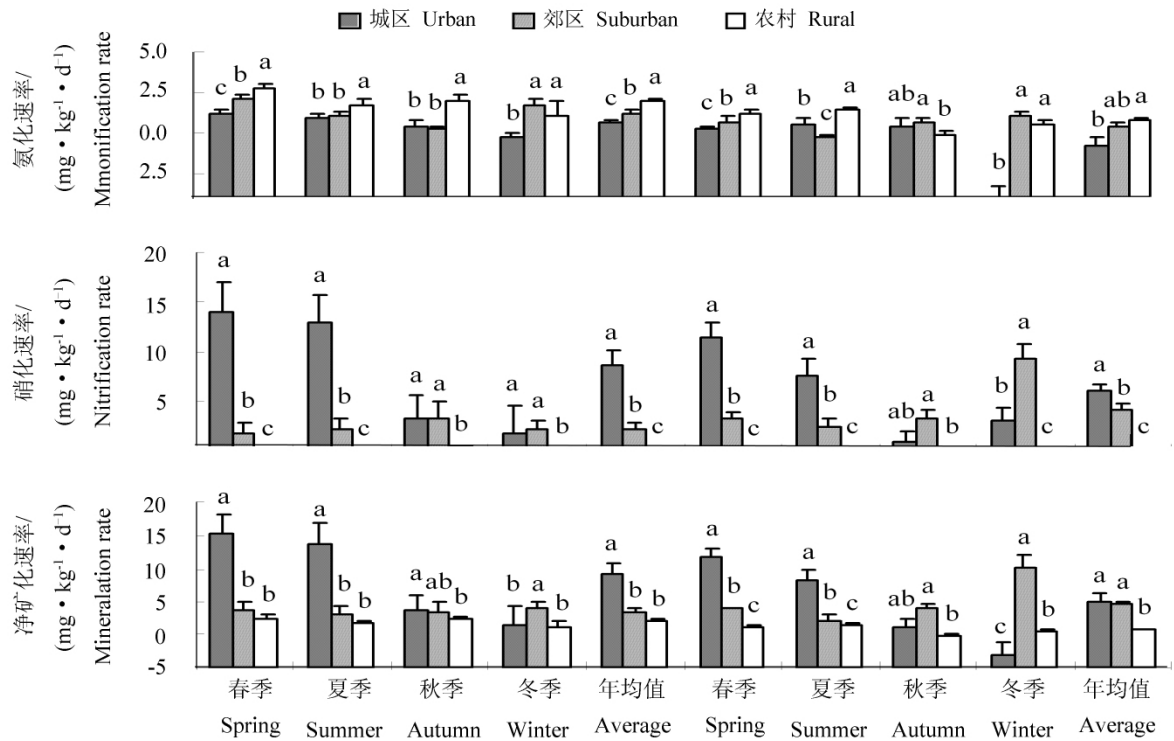 城区 Urban 郊区 Suburban 农村 Rural
氨化速率/
(mg·kg⁻¹·d⁻¹)
Mmonification rate
5.0
2.5
0.0
2.5
c b a b b a b b a b a a c b a c b a b c a ab a b b a a b ab a
硝化速率/
(mg·kg⁻¹·d⁻¹)
Nitrification rate
20
15
10
5
a b c a b c a a b a a b a b c a b c a b c ab a b b a c a b c
净矿化速率/
(mg·kg⁻¹·d⁻¹)
Mineralation rate
20
15
10
5
0
-5
a b b a b b a ab b b a b a b b a b c a b c ab a b c a b a a b
春季 夏季 秋季 冬季 年均值 春季 夏季 秋季 冬季 年均值
Spring Summer Autumn Winter Average Spring Summer Autumn Winter Average